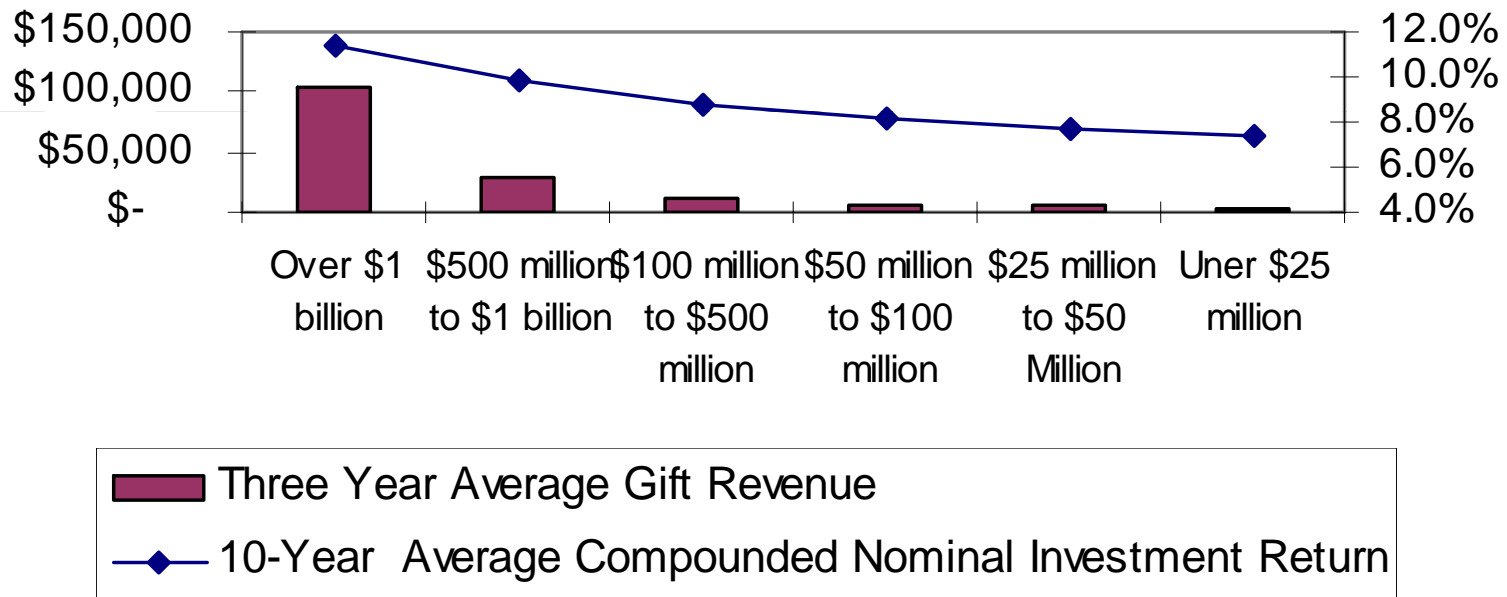 $150,000
$100,000
$50,000
$-
12.0%
10.0%
8.0%
6.0%
4.0%
Over $1
billion
$500 million
to $1 billion
$100 million
to $500
million
$50 million
to $100
million
$25 million
to $50
Million
Uner $25
million
Three Year Average Gift Revenue
10-Year Average Compounded Nominal Investment Return